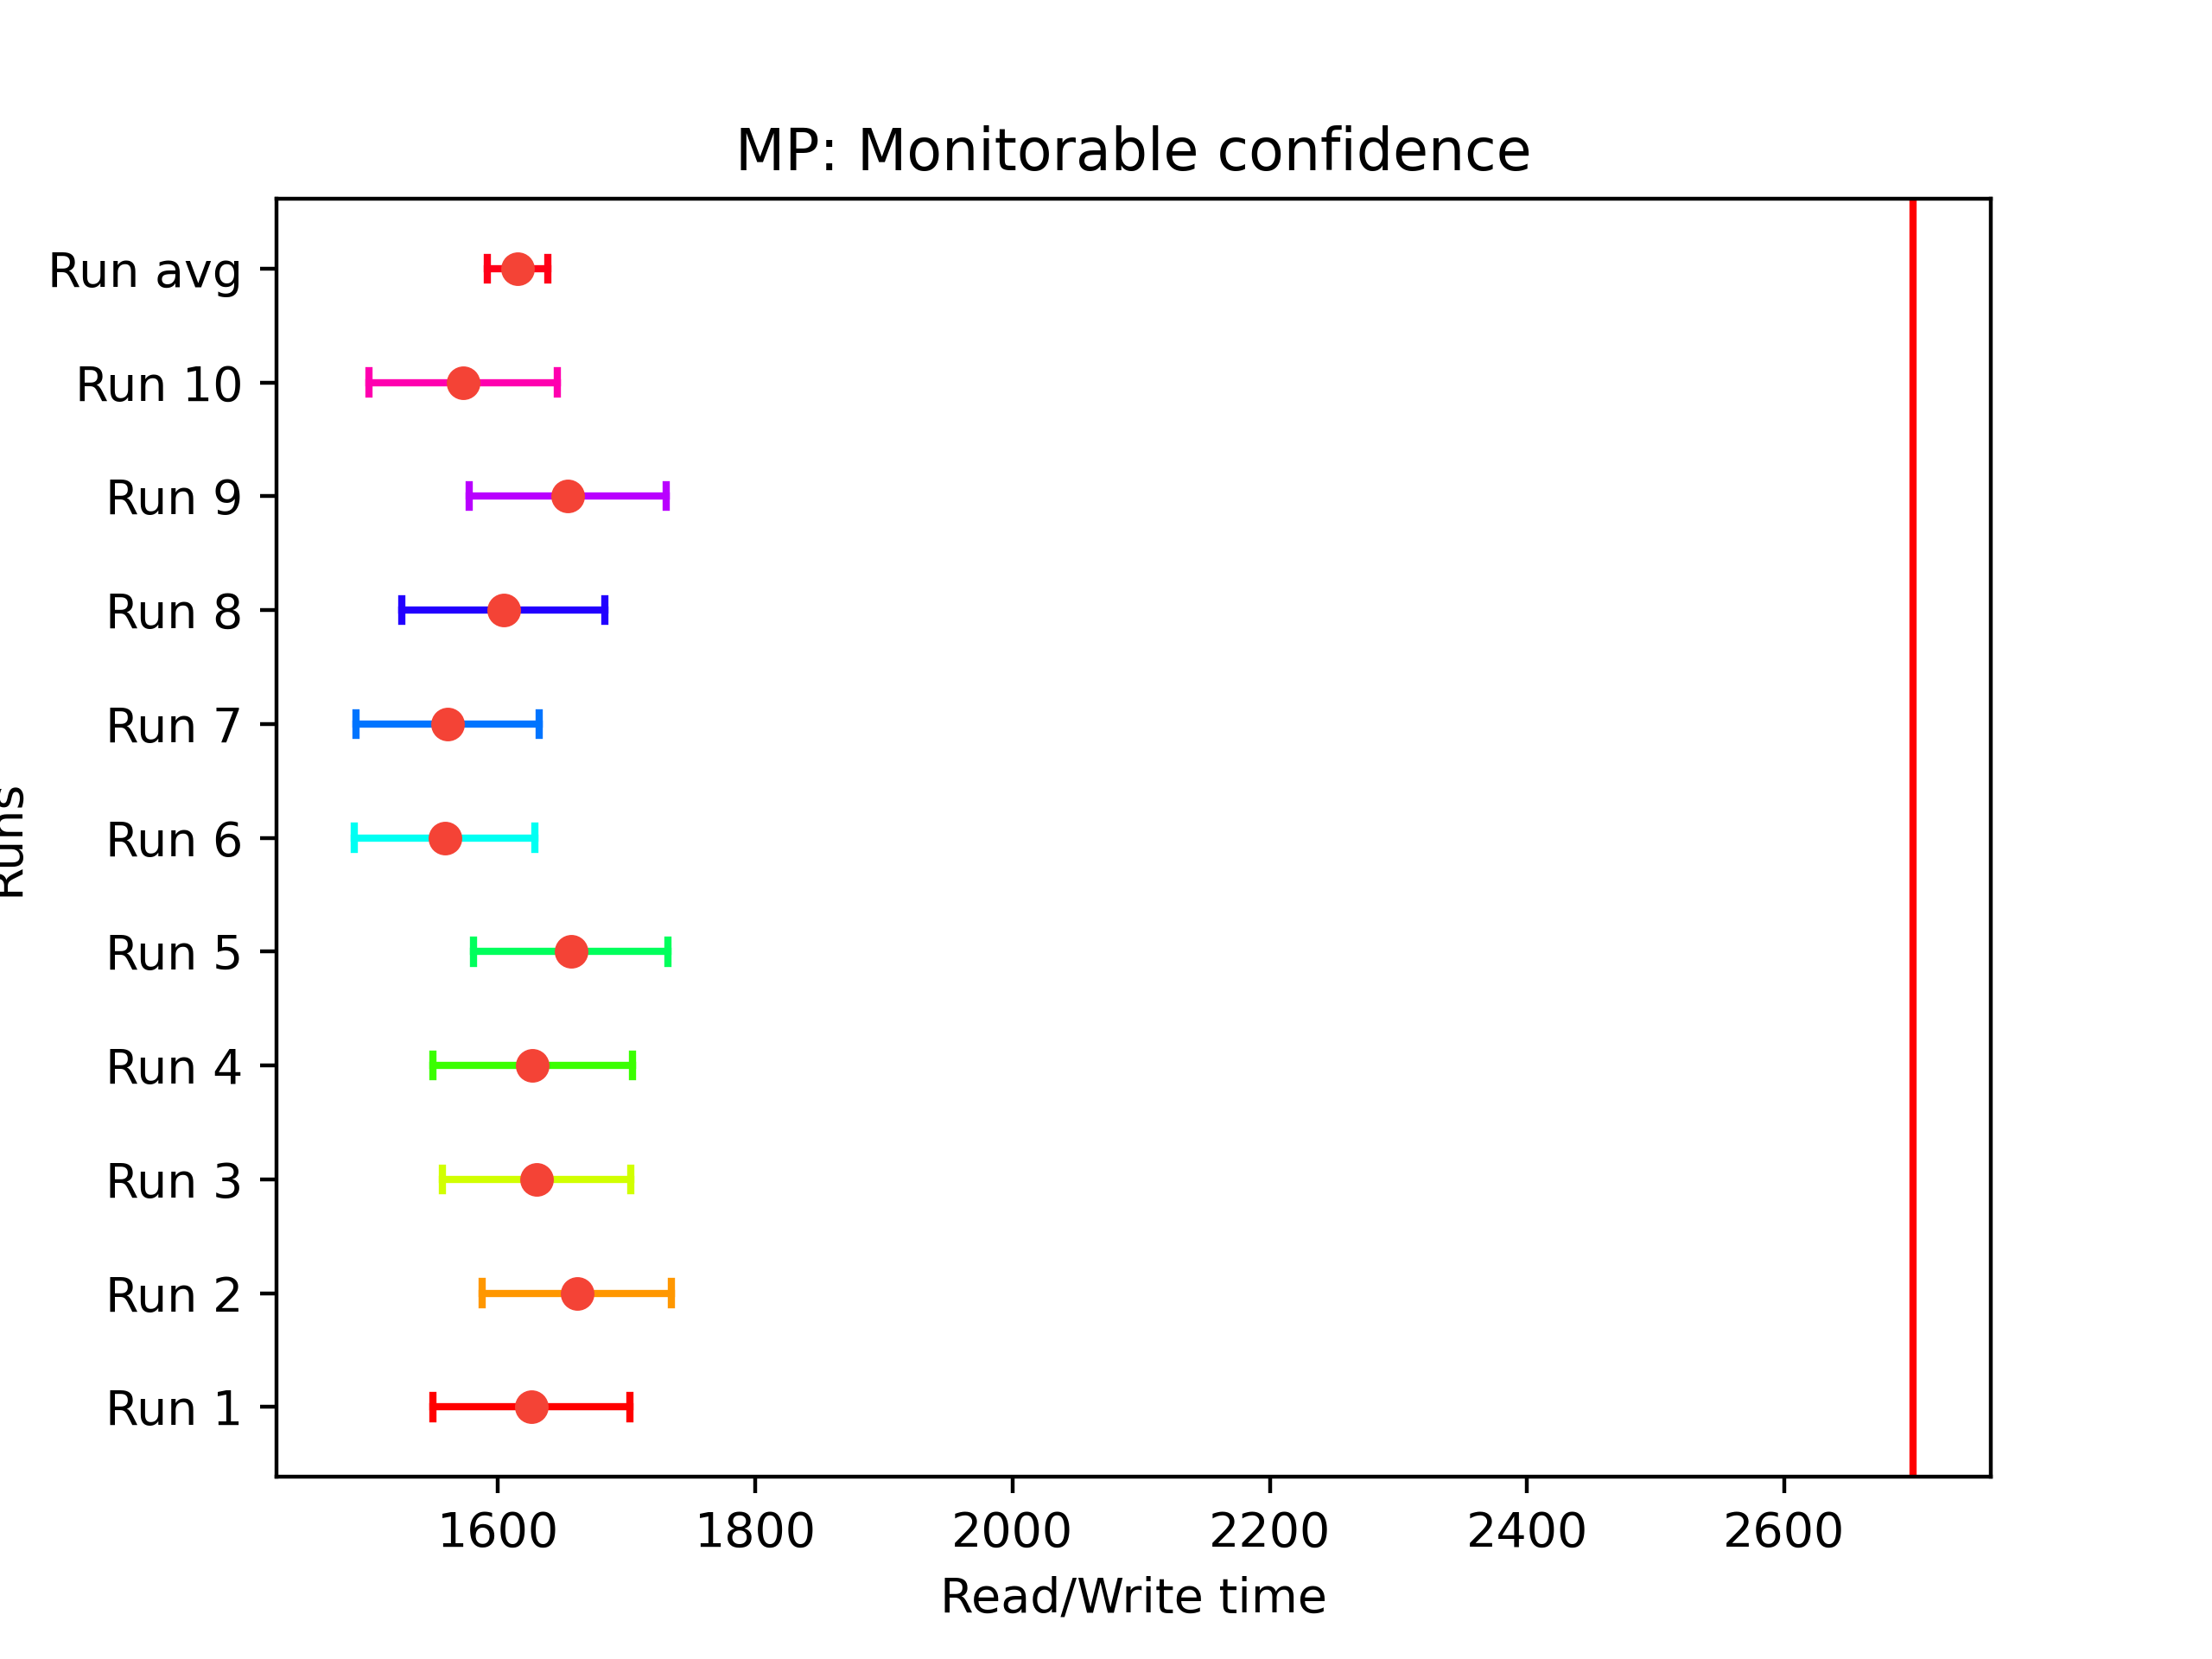 MP: Monitorable confidence
Run avg
Run 10
Run 9
Run 8
Run 7
Run 6
Run 5
Run 4
Run 3
Run 2
Run 1
Runs
1600 1800 2000 2200 2400 2600
Read/Write time